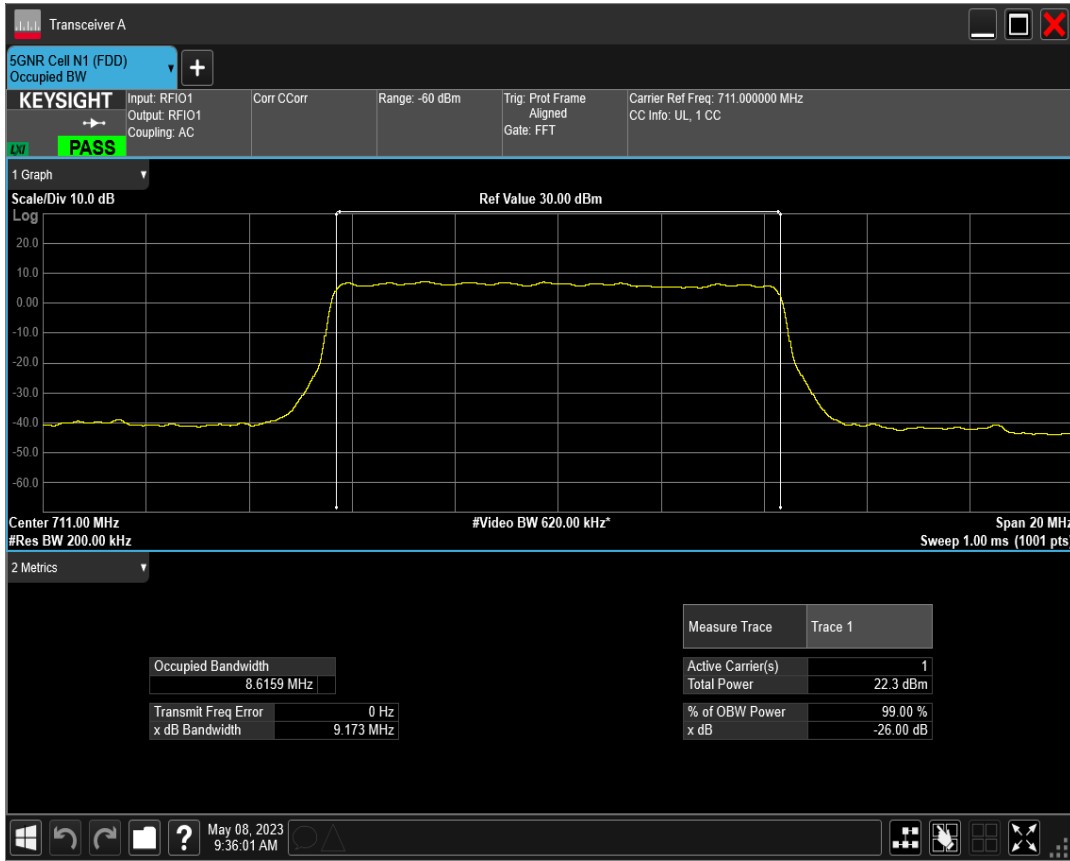 Transceiver A
5GNR Cell N1 (FDD)
Occupied BW
+
KEYSIGHT
LXI
PASS
Input: RFIO1
Output: RFIO1
Coupling: AC
Corr CCorr
Range: -60 dBm
Trig: Prot Frame
Aligned
Gate: FFT
Carrier Ref Freq: 711.000000 MHz
CC Info: UL, 1 CC
1 Graph
Scale/Div 10.0 dB
Ref Value 30.00 dBm
Log
20.0
10.0
0.00
-10.0
-20.0
-30.0
-40.0
-50.0
-60.0
Center 711.00 MHz
#Video BW 620.00 kHz*
Span 20 MHz
#Res BW 200.00 kHz
Sweep 1.00 ms (1001 pts)
2 Metrics
Measure Trace Trace 1
Occupied Bandwidth
8.6159 MHz
Active Carrier(s) 1
Total Power 22.3 dBm
Transmit Freq Error 0 Hz
x dB Bandwidth 9.173 MHz
% of OBW Power 99.00 %
x dB -26.00 dB
?
May 08, 2023
9:36:01 AM